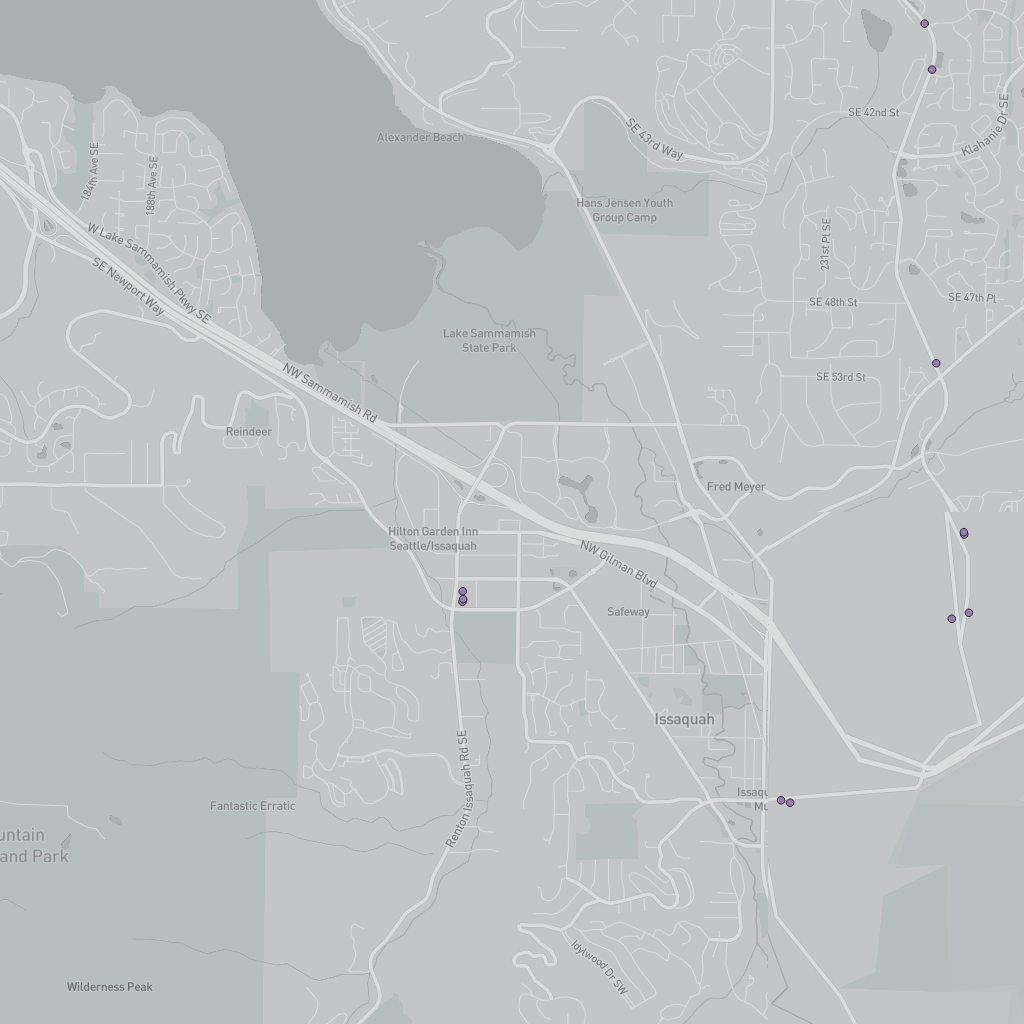 SE 42nd St
Klahanie Dr SE
Alexander Beach
SE 43rd Way
184th Ave SE
188th Ave SE
Hans Jensen Youth
Group Camp
231st Pl SE
W Lake Sammamish Pkwy SE
SE Newport Way
SE 48th St
SE 47th Pl
Lake Sammamish
State Park
NW Sammamish Rd
SE 53rd St
Reindeer
Fred Meyer
Hilton Garden Inn
Seattle/Issaquah
NW Gilman Blvd
Safeway
Issaquah
Renton Issaquah Rd SE
Fantastic Erratic
and Park
Idylwood Dr SW
Wilderness Peak